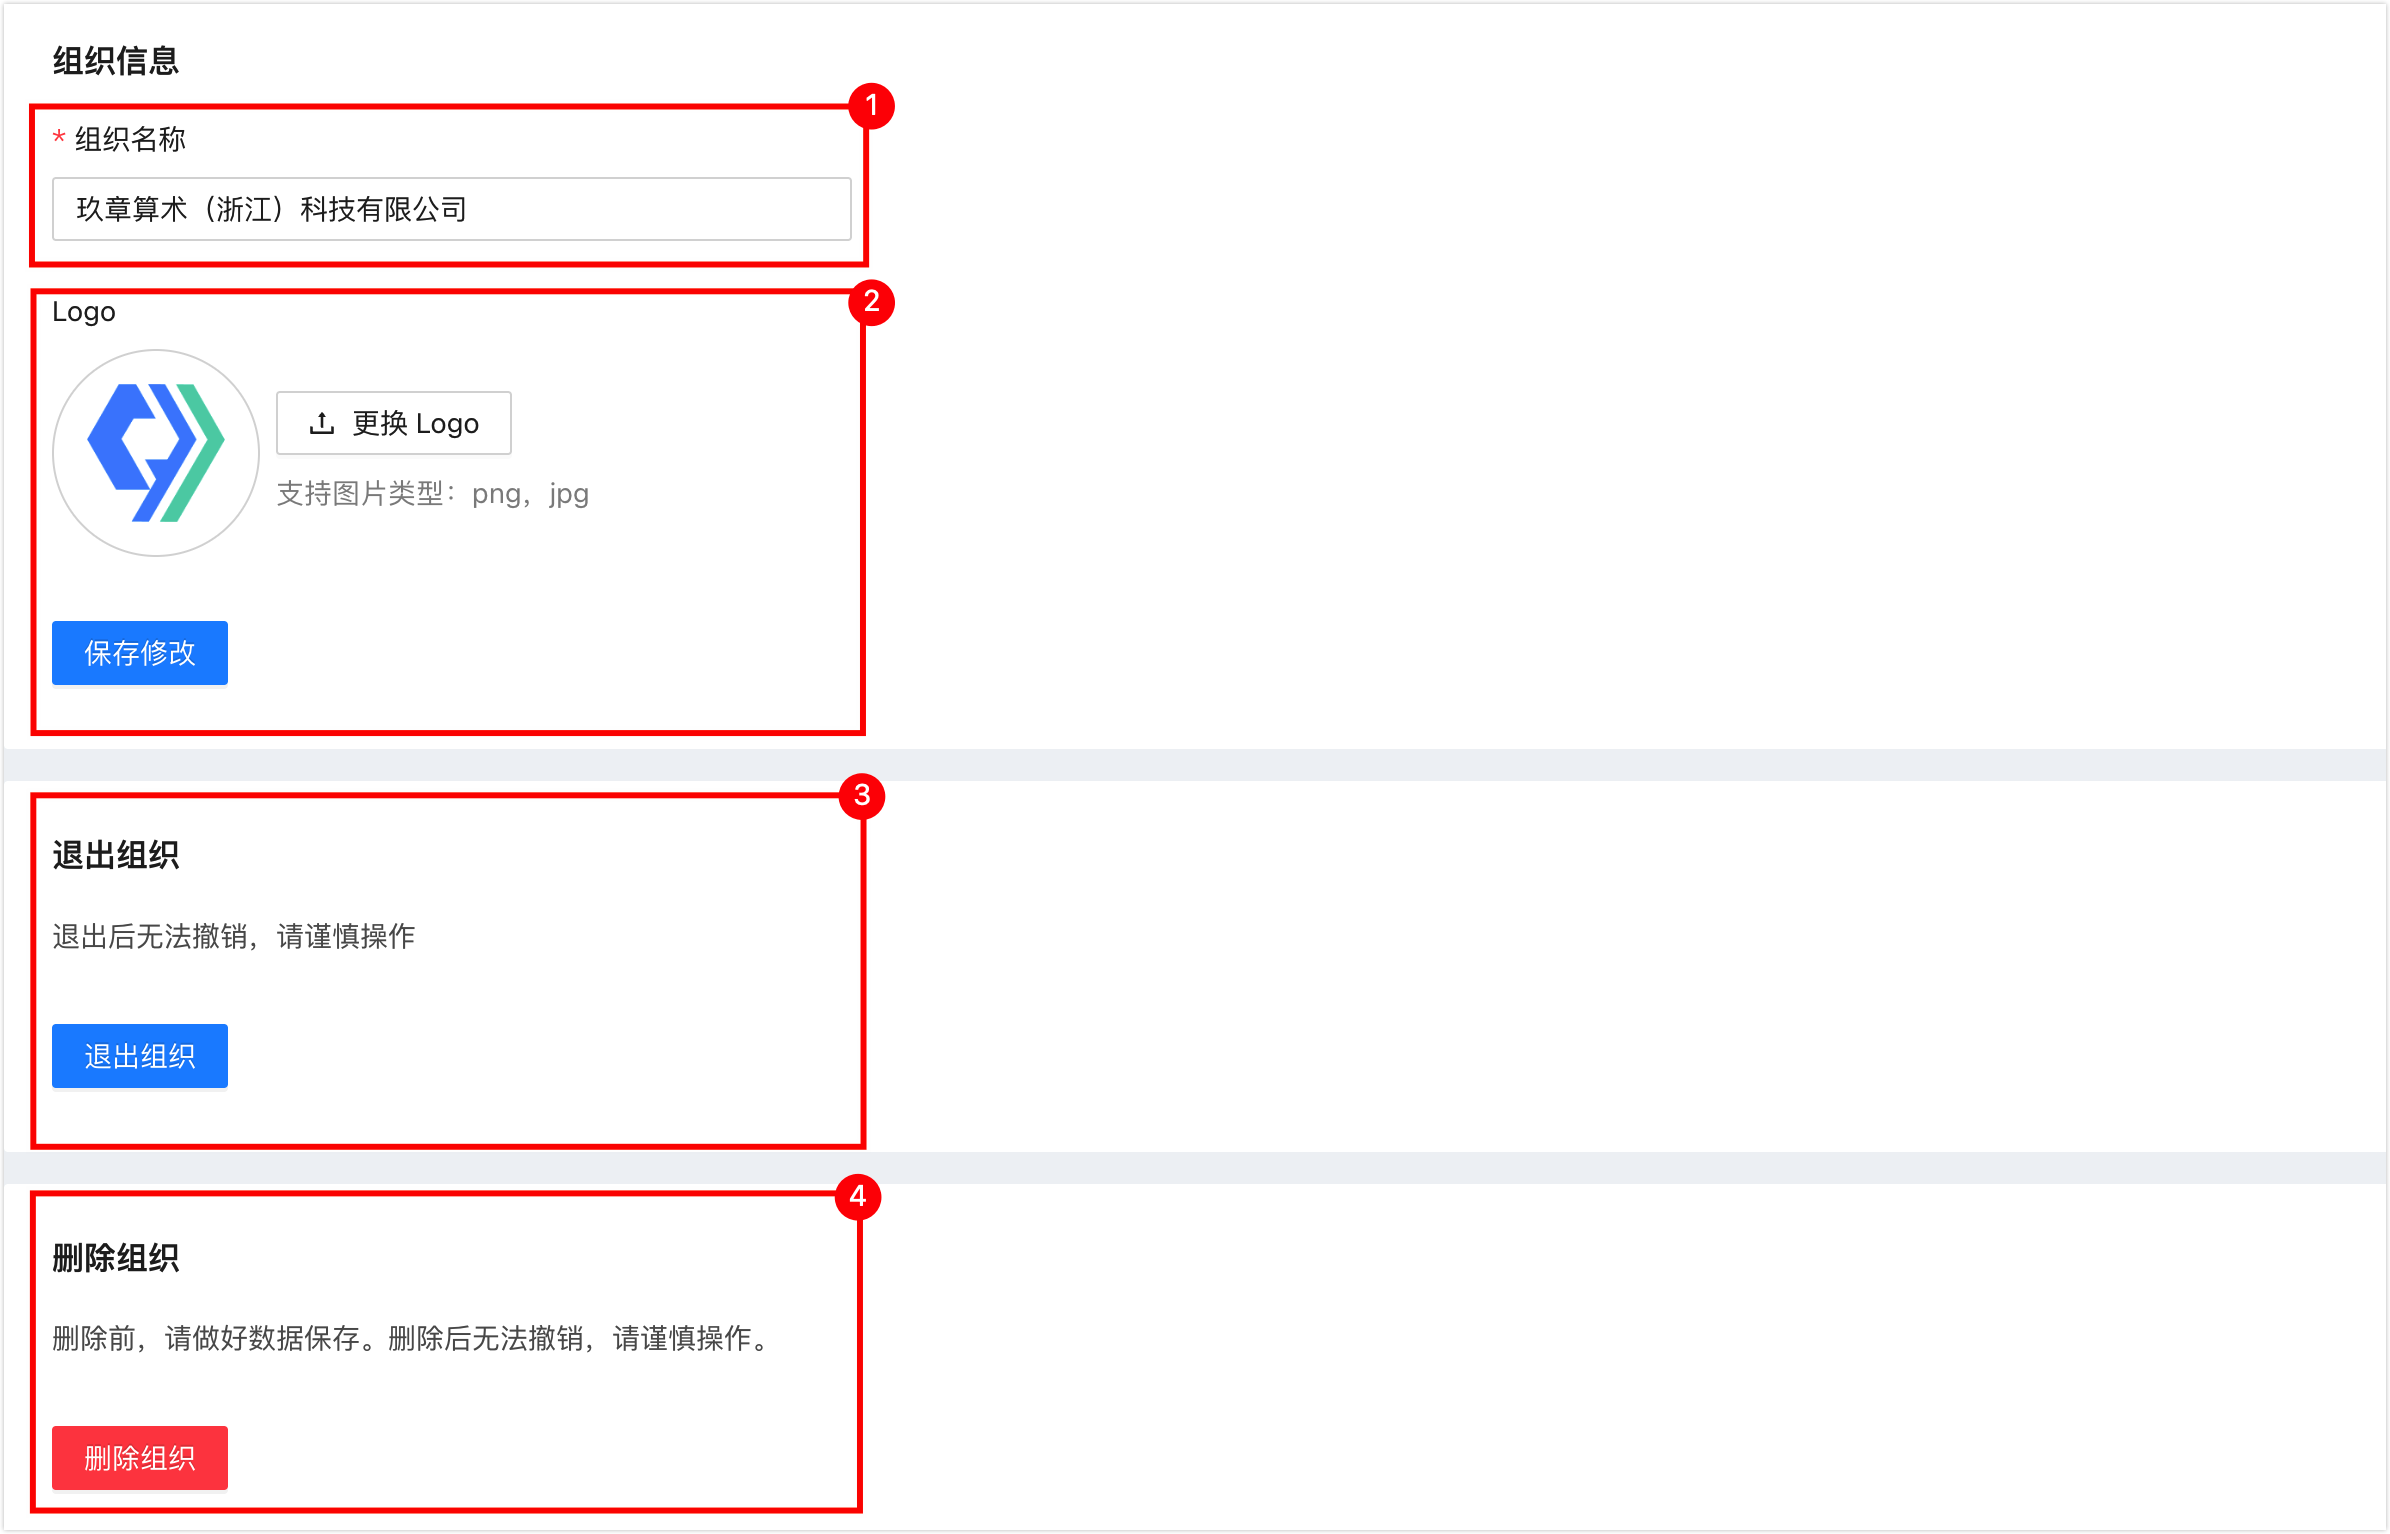 组织信息
1
* 组织名称
玖章算术（浙江）科技有限公司
2
Logo
更换 Logo
支持图片类型：png，jpg
保存修改
3
退出组织
退出后无法撤销，请谨慎操作
退出组织
4
删除组织
删除前，请做好数据保存。删除后无法撤销，请谨慎操作。
删除组织